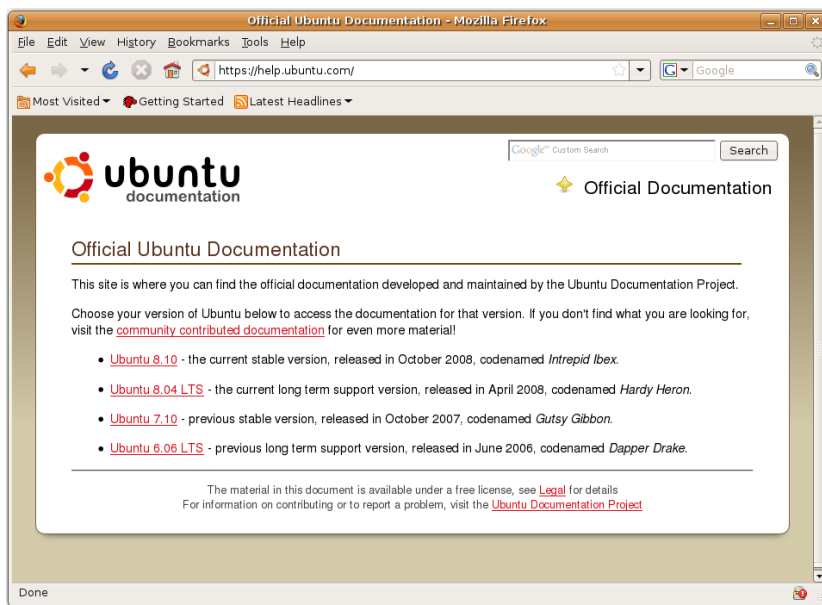 Official Ubuntu Documentation - Mozilla Firefox
File Edit View History Bookmarks Tools Help
https://help.ubuntu.com/ G Google
Most Visited Getting Started Latest Headlines
Google™ Custom Search Search
ubuntu
documentation
Official Documentation
Official Ubuntu Documentation
This site is where you can find the official documentation developed and maintained by the Ubuntu Documentation Project.
Choose your version of Ubuntu below to access the documentation for that version. If you don't find what you are looking for,
visit the community contributed documentation for even more material!
• Ubuntu 8.10 - the current stable version, released in October 2008, codenamed Intrepid Ibex.
• Ubuntu 8.04 LTS - the current long term support version, released in April 2008, codenamed Hardy Heron.
• Ubuntu 7.10 - previous stable version, released in October 2007, codenamed Gutsy Gibbon.
• Ubuntu 6.06 LTS - previous long term support version, released in June 2006, codenamed Dapper Drake.
The material in this document is available under a free license, see Legal for details
For information on contributing or to report a problem, visit the Ubuntu Documentation Project
Done